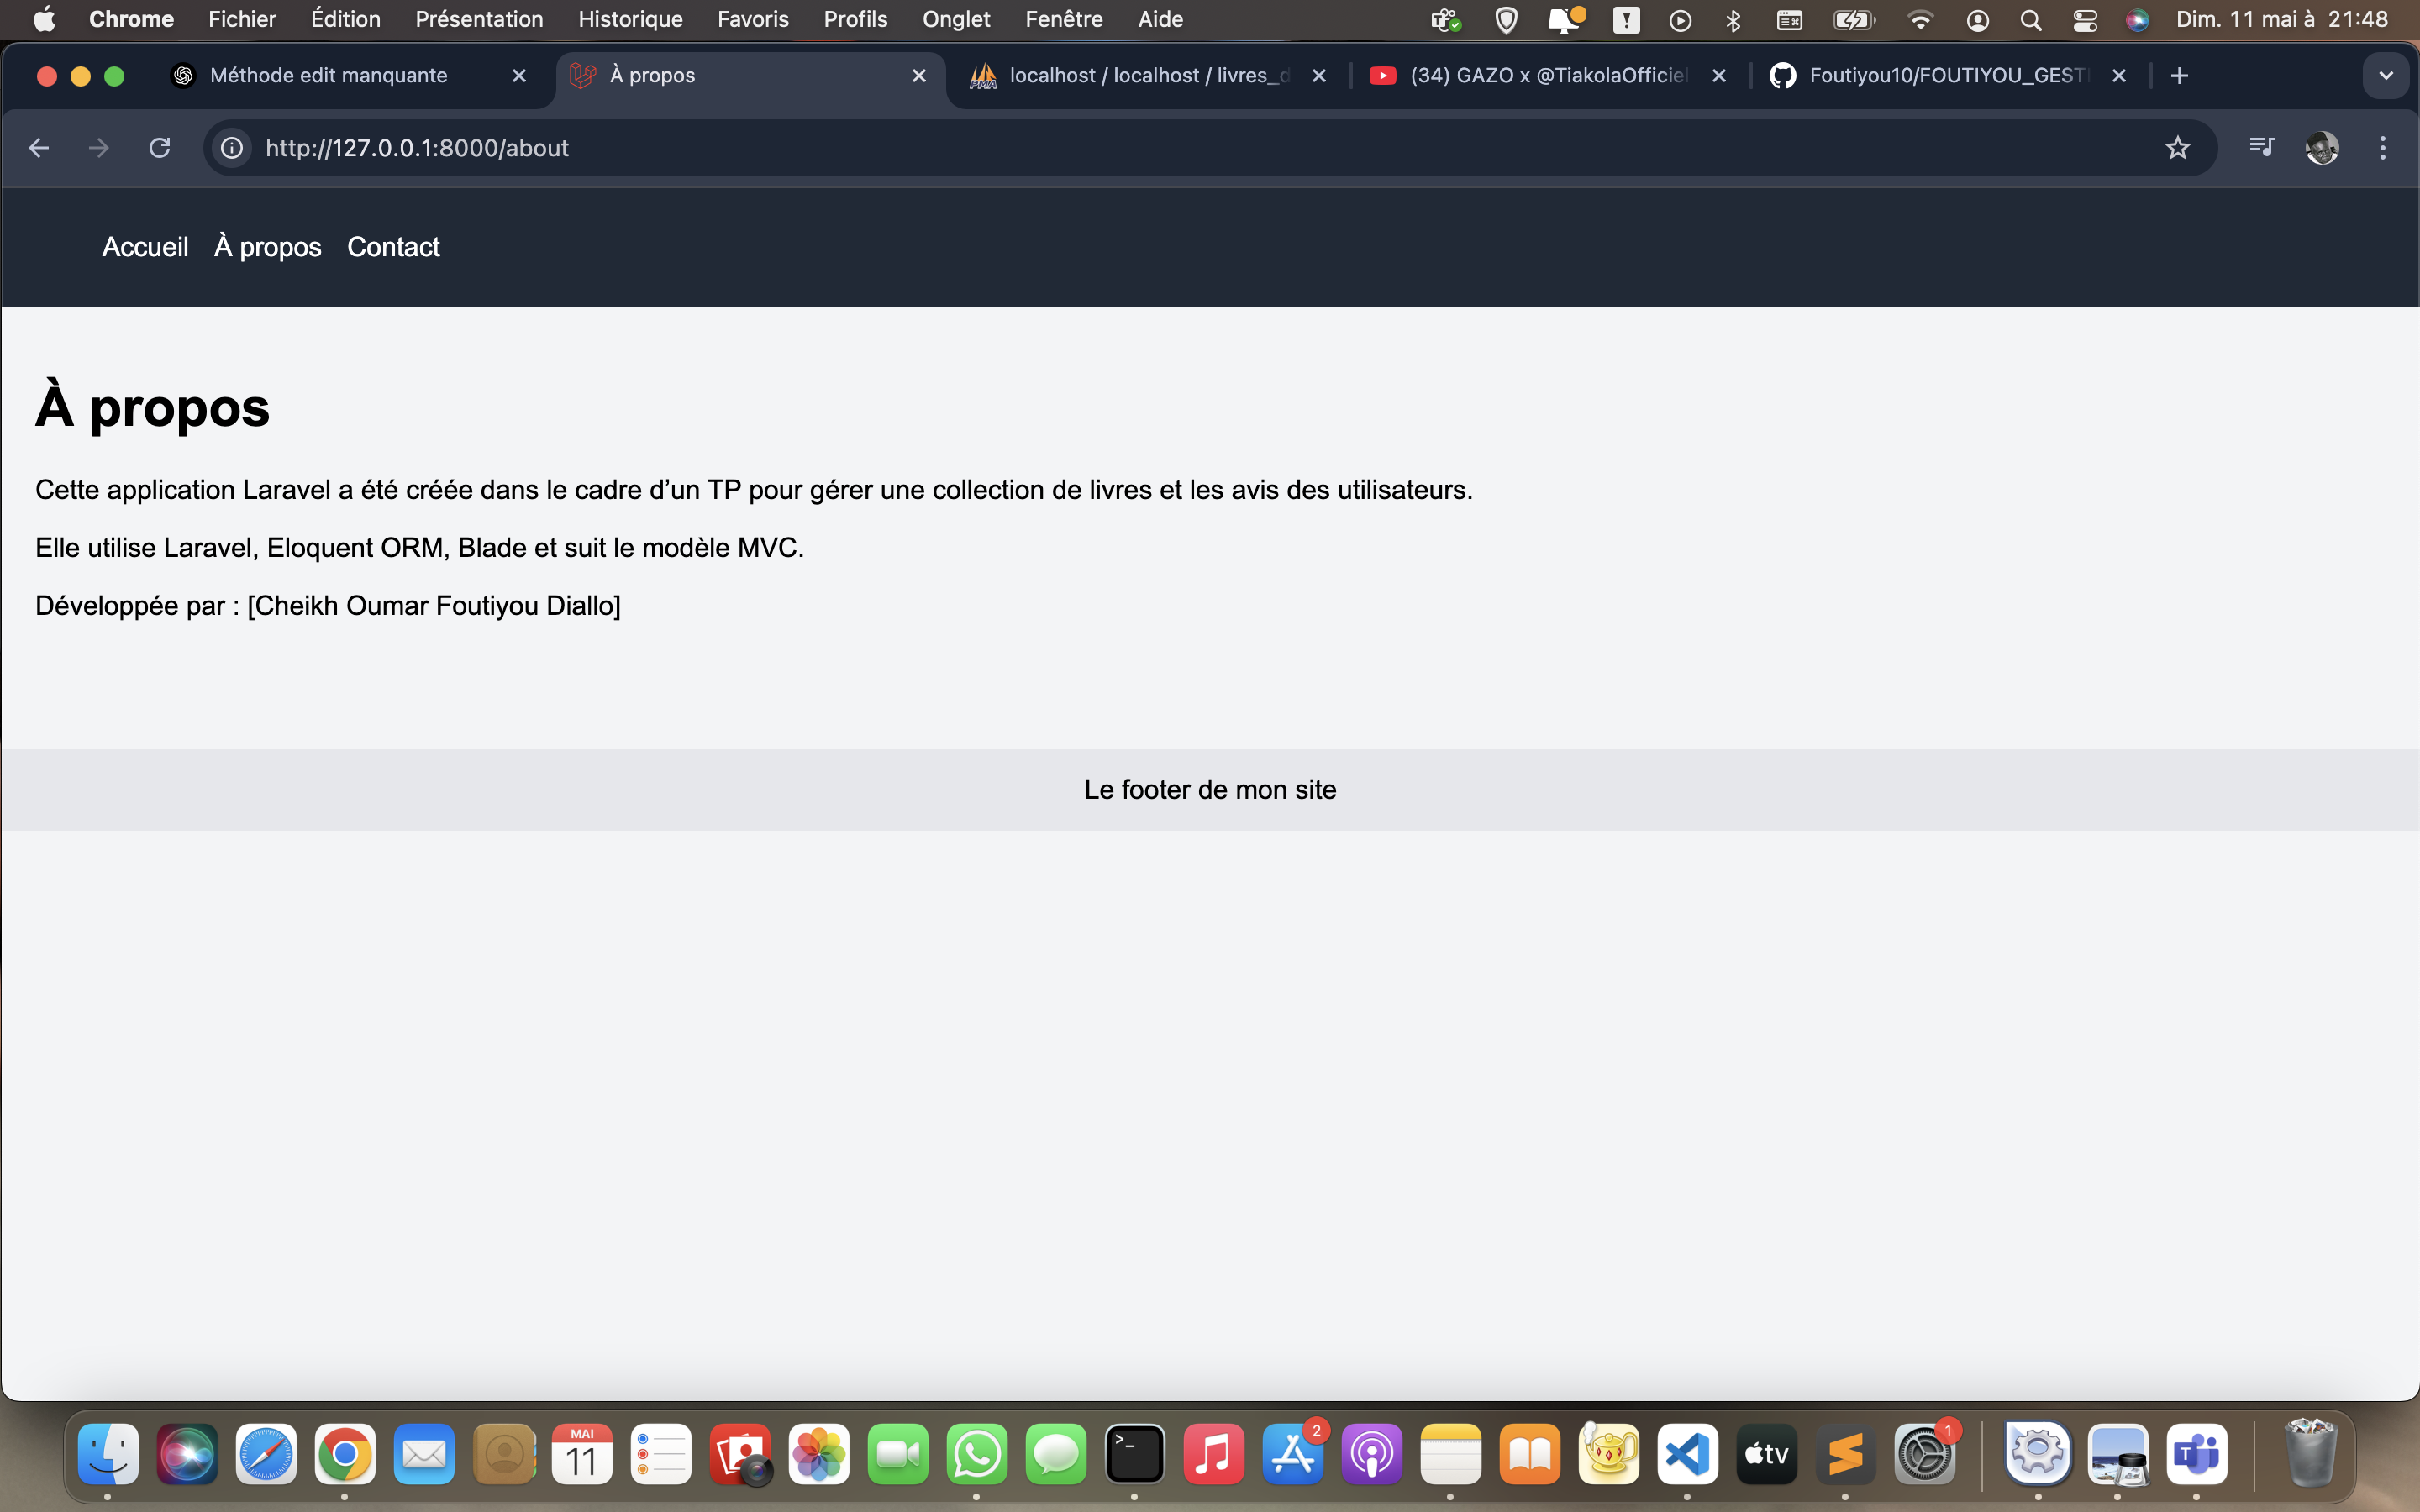 Chrome Fichier Édition Présentation Historique Favoris Profils Onglet Fenêtre Aide Dim. 11 mai à 21:48
Méthode edit manquante À propos localhost / localhost / livres_d (34) GAZO x @TiakolaOfficiel Foutiyou10/FOUTIYOU_GESTI
http://127.0.0.1:8000/about
Accueil À propos Contact
À propos
Cette application Laravel a été créée dans le cadre d’un TP pour gérer une collection de livres et les avis des utilisateurs.
Elle utilise Laravel, Eloquent ORM, Blade et suit le modèle MVC.
Développée par : [Cheikh Oumar Foutiyou Diallo]
Le footer de mon site
MAI 2 1
11 tv